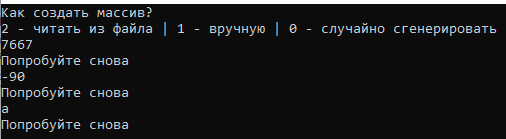 Как создать массив?
2 - читать из файла | 1 - вручную | 0 - случайно сгенерировать
7667
Попробуйте снова
-90
Попробуйте снова
a
Попробуйте снова